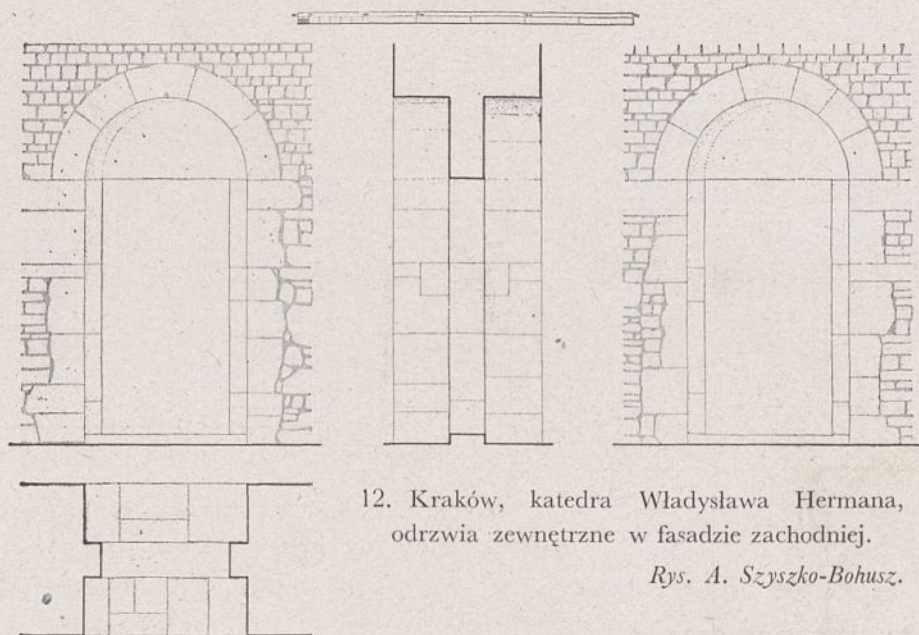 12. Kraków, katedra Władysława Hermana,
odrzwia zewnętrzne w fasadzie zachodniej.
Rys. A. Szyszko-Bohusz.